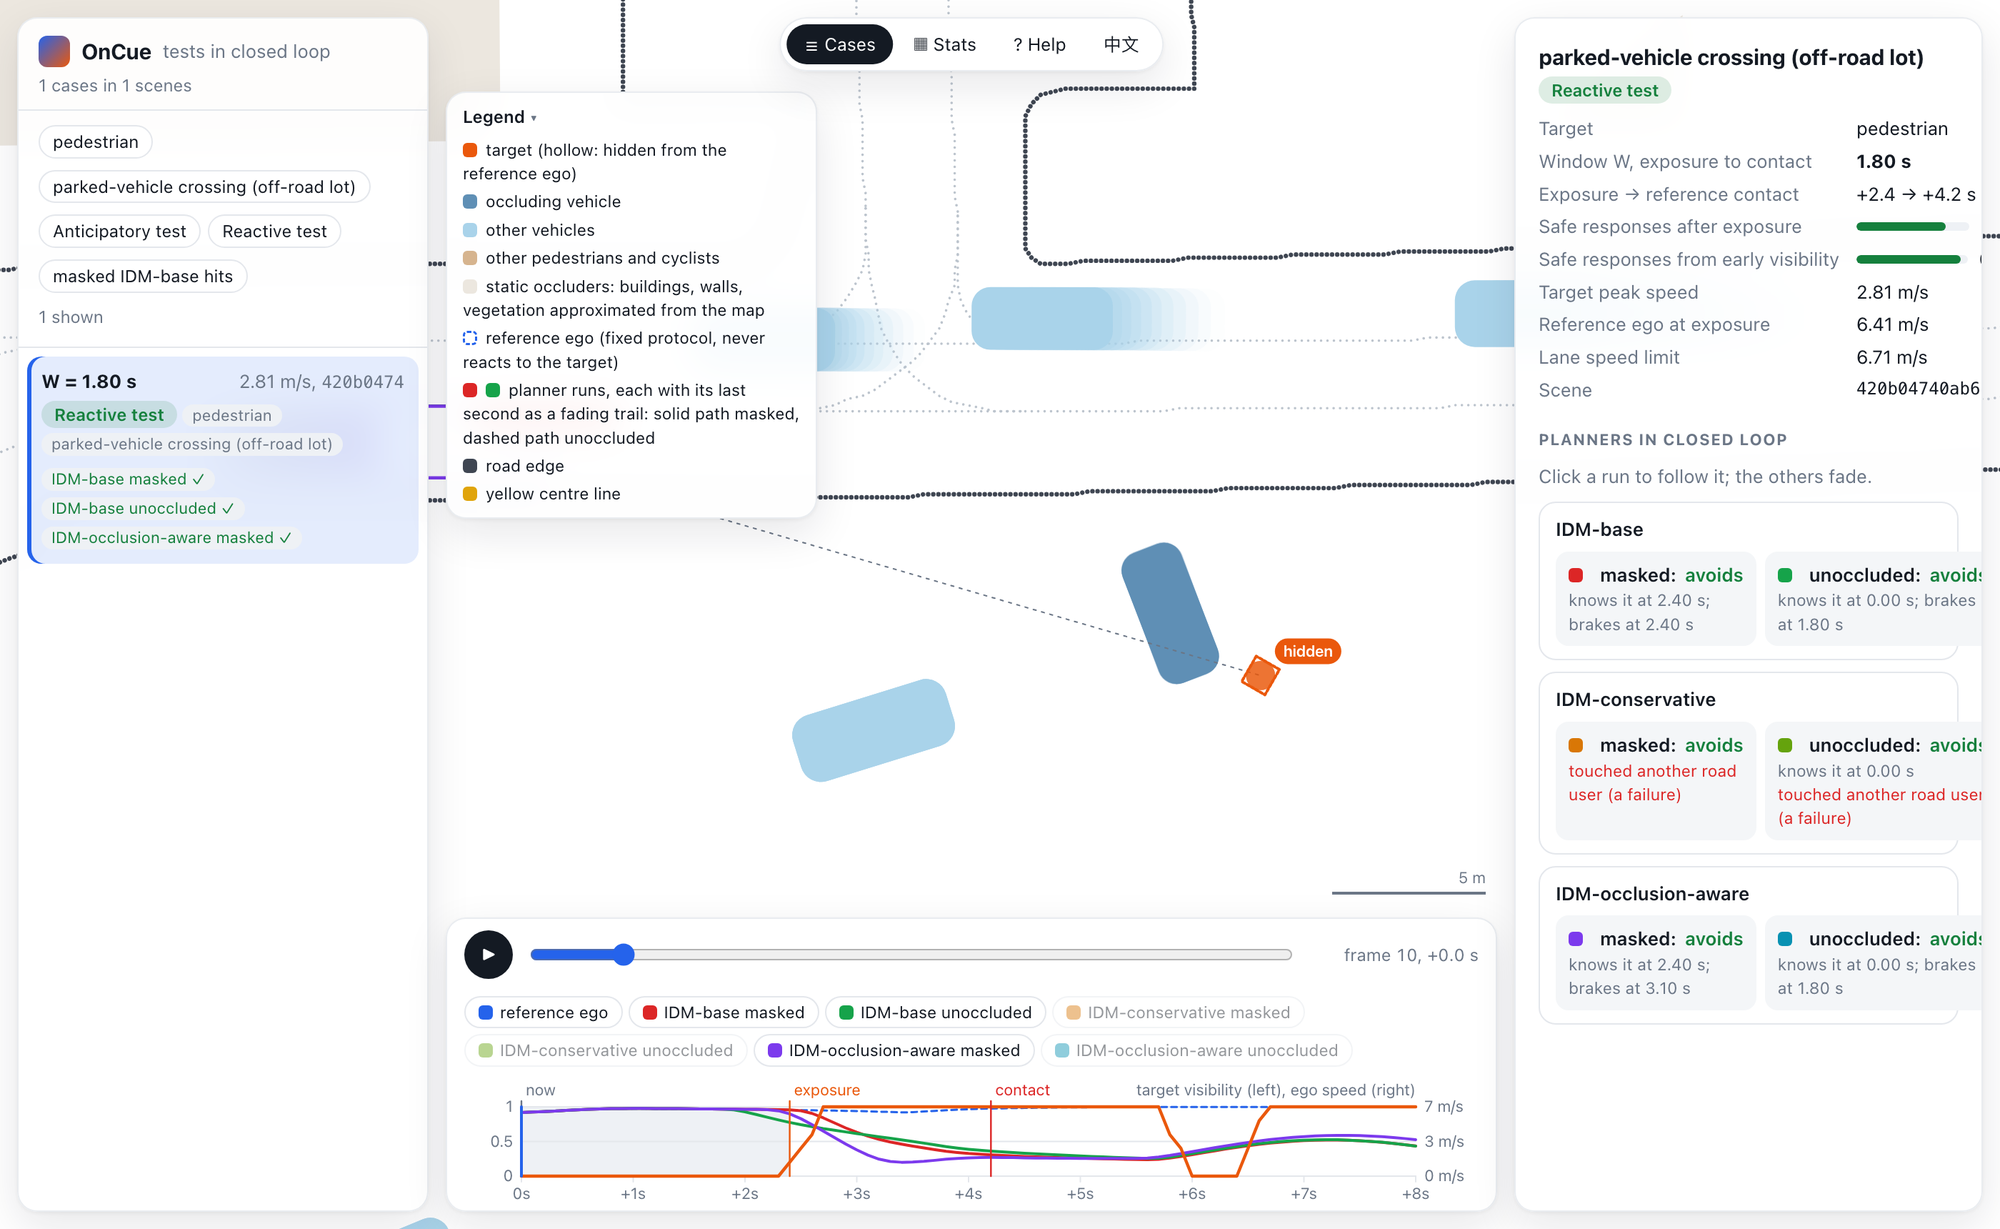 OnCue tests in closed loop
1 cases in 1 scenes
pedestrian
parked-vehicle crossing (off-road lot)
Anticipatory test
Reactive test
masked IDM-base hits
1 shown
W = 1.80 s
2.81 m/s, 420b0474
Reactive test
pedestrian
parked-vehicle crossing (off-road lot)
IDM-base masked ✓
IDM-base unoccluded ✓
IDM-occlusion-aware masked ✓
Cases
Stats
? Help
中文
Legend
target (hollow: hidden from the
reference ego)
occluding vehicle
other vehicles
other pedestrians and cyclists
static occluders: buildings, walls,
vegetation approximated from the map
reference ego (fixed protocol, never
reacts to the target)
planner runs, each with its last
second as a fading trail: solid path masked,
dashed path unoccluded
road edge
yellow centre line
hidden
5 m
frame 10, +0.0 s
reference ego
IDM-base masked
IDM-base unoccluded
IDM-conservative masked
IDM-conservative unoccluded
IDM-occlusion-aware masked
IDM-occlusion-aware unoccluded
now
exposure
contact
target visibility (left), ego speed (right)
1
0.5
0
7 m/s
3 m/s
0 m/s
0s
+1s
+2s
+3s
+4s
+5s
+6s
+7s
+8s
parked-vehicle crossing (off-road lot)
Reactive test
Target pedestrian
Window W, exposure to contact 1.80 s
Exposure → reference contact +2.4 → +4.2 s
Safe responses after exposure
Safe responses from early visibility
Target peak speed 2.81 m/s
Reference ego at exposure 6.41 m/s
Lane speed limit 6.71 m/s
Scene 420b04740ab6
PLANNERS IN CLOSED LOOP
Click a run to follow it; the others fade.
IDM-base
masked: avoids
knows it at 2.40 s;
brakes at 2.40 s
unoccluded: avoids
knows it at 0.00 s; brakes
at 1.80 s
IDM-conservative
masked: avoids
touched another road
user (a failure)
unoccluded: avoids
knows it at 0.00 s
touched another road user
(a failure)
IDM-occlusion-aware
masked: avoids
knows it at 2.40 s;
brakes at 3.10 s
unoccluded: avoids
knows it at 0.00 s; brakes
at 1.80 s